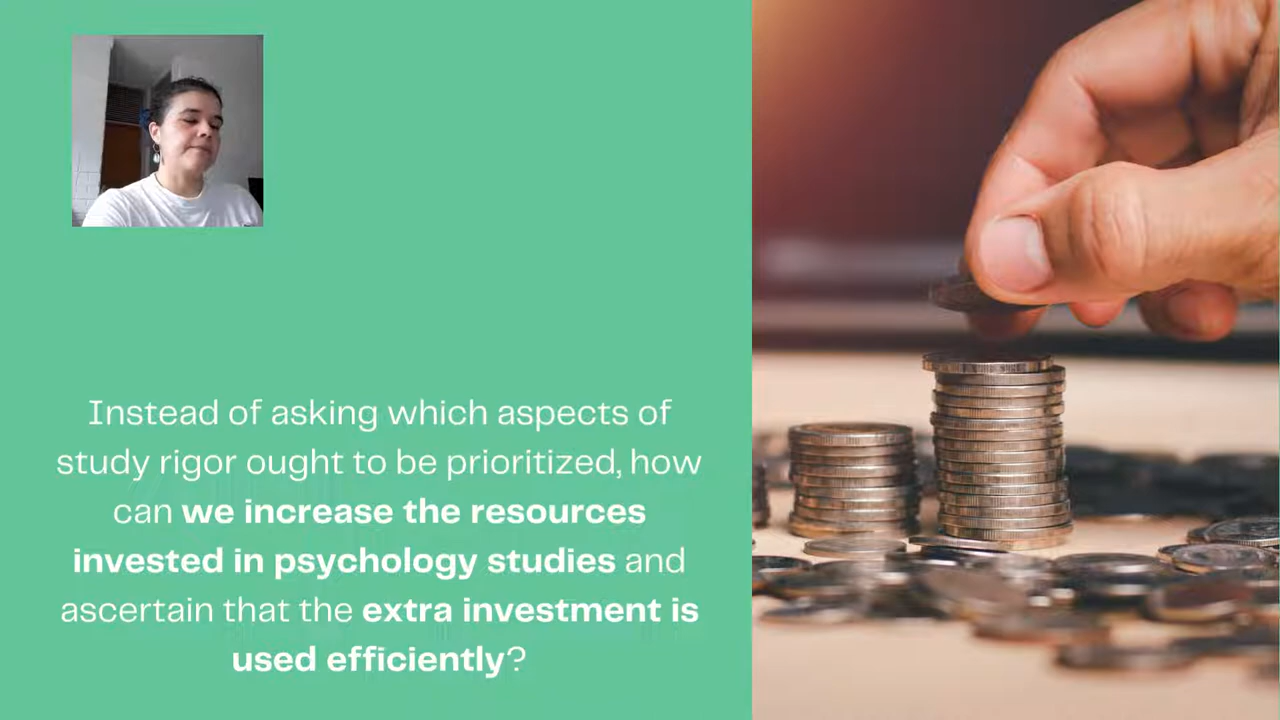 Instead of asking which aspects of
study rigor ought to be prioritized, how
can we increase the resources
invested in psychology studies and
ascertain that the extra investment is
used efficiently?